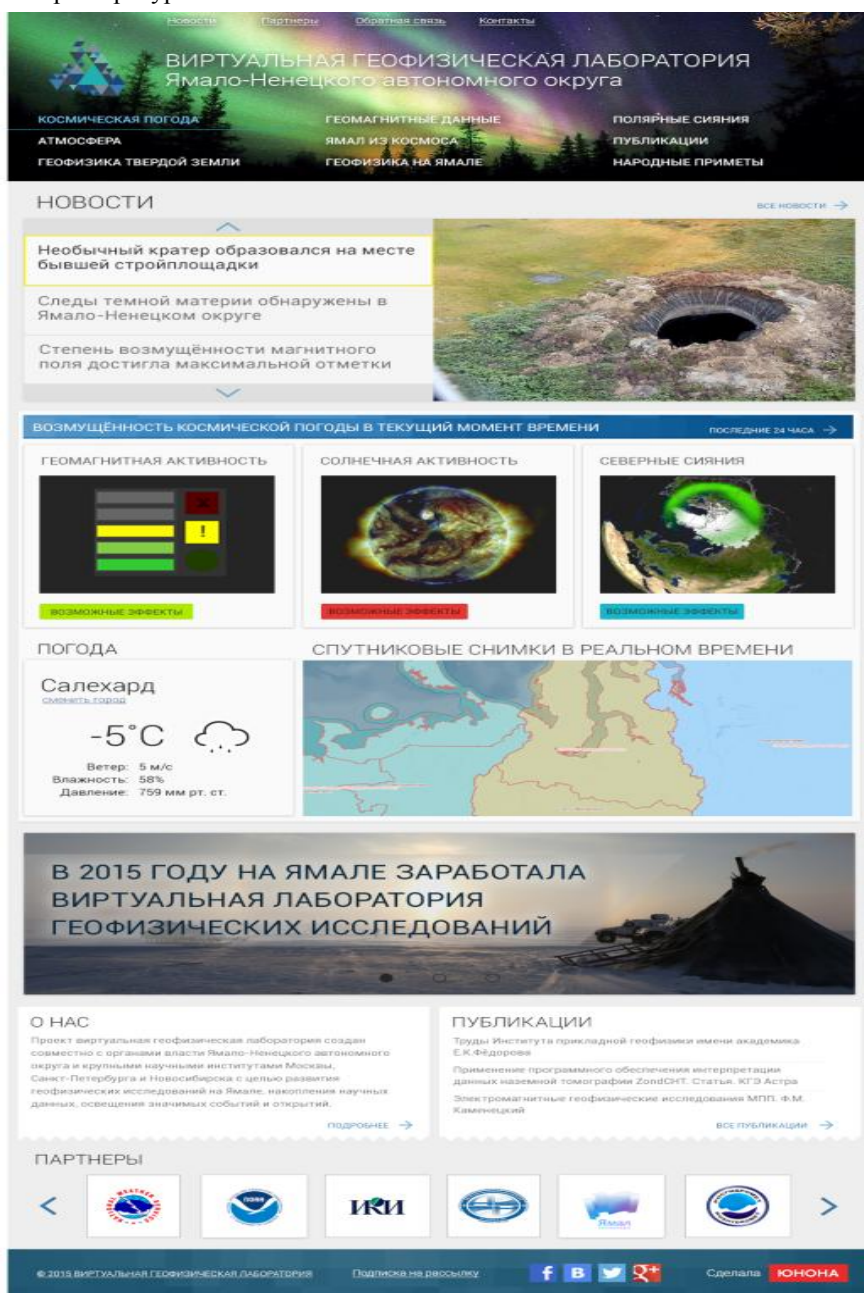 Новости Партнеры Обратная связь Контакты
ВИРТУАЛЬНАЯ ГЕОФИЗИЧЕСКАЯ ЛАБОРАТОРИЯ
Ямало-Ненецкого автономного округа
КОСМИЧЕСКАЯ ПОГОДА ГЕОМАГНИТНЫЕ ДАННЫЕ ПОЛЯРНЫЕ СИЯНИЯ
АТМОСФЕРА ЯМАЛ ИЗ КОСМОСА ПУБЛИКАЦИИ
ГЕОФИЗИКА ТВЕРДОЙ ЗЕМЛИ ГЕОФИЗИКА НА ЯМАЛЕ НАРОДНЫЕ ПРИМЕТЫ
НОВОСТИ
ВСЕ НОВОСТИ →
Необычный кратер образовался на месте
бывшей стройплощадки
Следы темной материи обнаружены в
Ямало-Ненецком округе
Степень возмущённости магнитного
поля достигла максимальной отметки
ВОЗМУЩЁННОСТЬ КОСМИЧЕСКОЙ ПОГОДЫ В ТЕКУЩИЙ МОМЕНТ ВРЕМЕНИ
ПОСЛЕДНИЕ 24 ЧАСА →
ГЕОМАГНИТНАЯ АКТИВНОСТЬ
СОЛНЕЧНАЯ АКТИВНОСТЬ
СЕВЕРНЫЕ СИЯНИЯ
ВОЗМОЖНЫЕ ЭФФЕКТЫ
ВОЗМОЖНЫЕ ЭФФЕКТЫ
ВОЗМОЖНЫЕ ЭФФЕКТЫ
ПОГОДА
Салехард
сменить город
-5°C
Ветер: 5 м/с
Влажность: 58%
Давление: 759 мм рт. ст.
СПУТНИКОВЫЕ СНИМКИ В РЕАЛЬНОМ ВРЕМЕНИ
В 2015 ГОДУ НА ЯМАЛЕ ЗАРАБОТАЛА
ВИРТУАЛЬНАЯ ЛАБОРАТОРИЯ
ГЕОФИЗИЧЕСКИХ ИССЛЕДОВАНИЙ
О НАС
Проект виртуальная геофизическая лаборатория создан
совместно с органами власти Ямало-Ненецкого автономного
округа и крупными научными институтами Москвы,
Санкт-Петербурга и Новосибирска с целью развития
геофизических исследований на Ямале, накопления научных
данных, освещения значимых событий и открытий.
ПОДРОБНЕЕ →
ПУБЛИКАЦИИ
Труды Института прикладной геофизики имени академика
Е.К.Фёдорова
Применение программного обеспечения интерпретации
данных наземной томографии ZondCHT. Статья. КГЭ Астра
Электромагнитные геофизические исследования МПП. Ф.М.
Каменецкий
ВСЕ ПУБЛИКАЦИИ →
ПАРТНЕРЫ
ИКИ
Ямал
© 2015 ВИРТУАЛЬНАЯ ГЕОФИЗИЧЕСКАЯ ЛАБОРАТОРИЯ
Подписка на рассылку
Сделала ЮНОНА